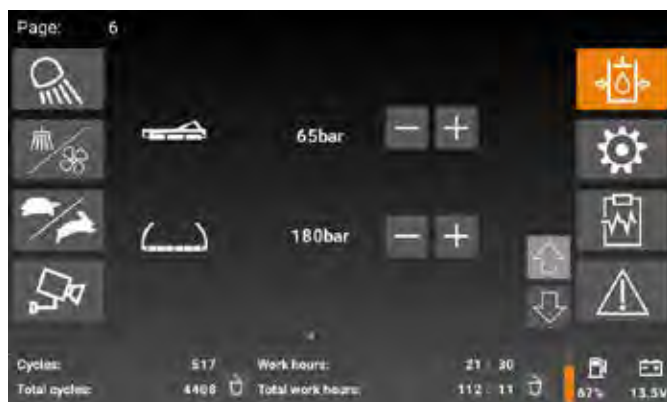 Page: 6
65bar
180bar
Cycles: 517 Work hours: 21 : 30
Total cycles: 4408 Total work hours: 112 : 11
67% 13.5V